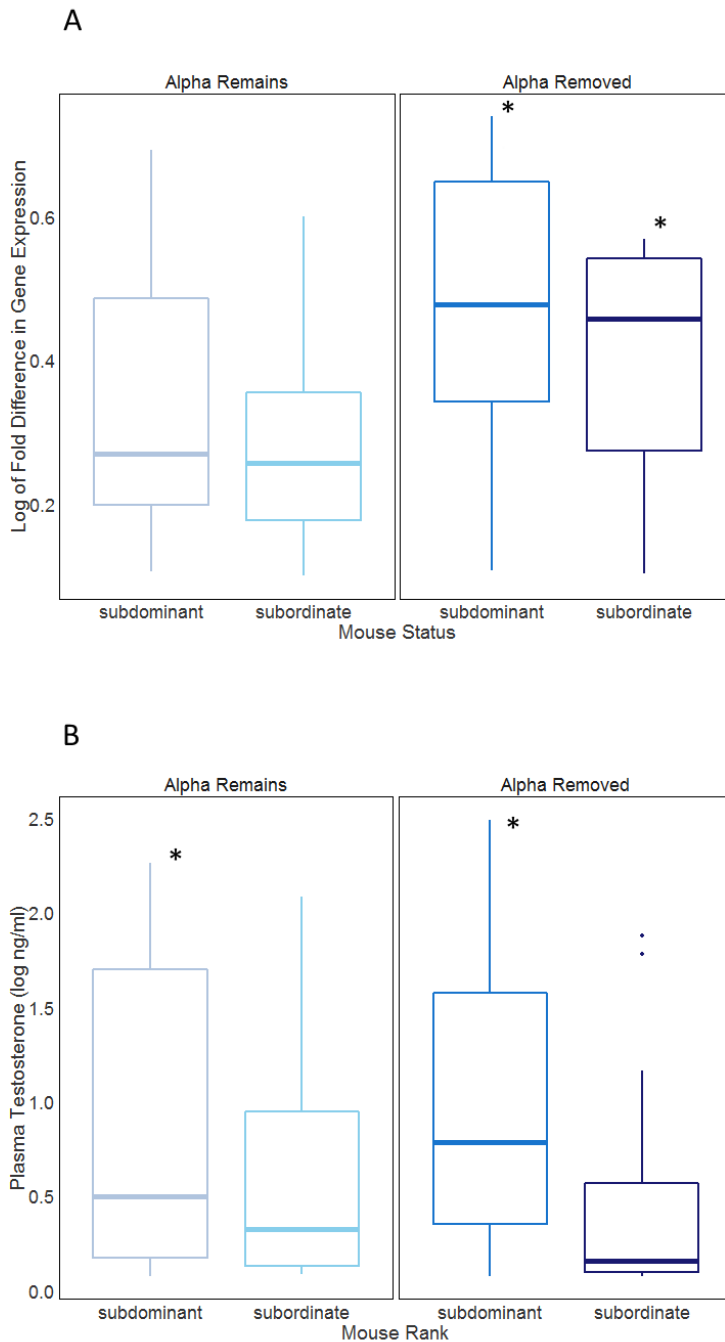 A
Alpha Remains
Alpha Removed
*
*
Log of Fold Difference in Gene Expression
0.6
0.4
0.2
subdominant
subordinate
subdominant
subordinate
Mouse Status
B
Alpha Remains
Alpha Removed
*
*
Plasma Testosterone (log ng/ml)
2.5
2.0
1.5
1.0
0.5
0.0
subdominant
subordinate
subdominant
subordinate
Mouse Rank